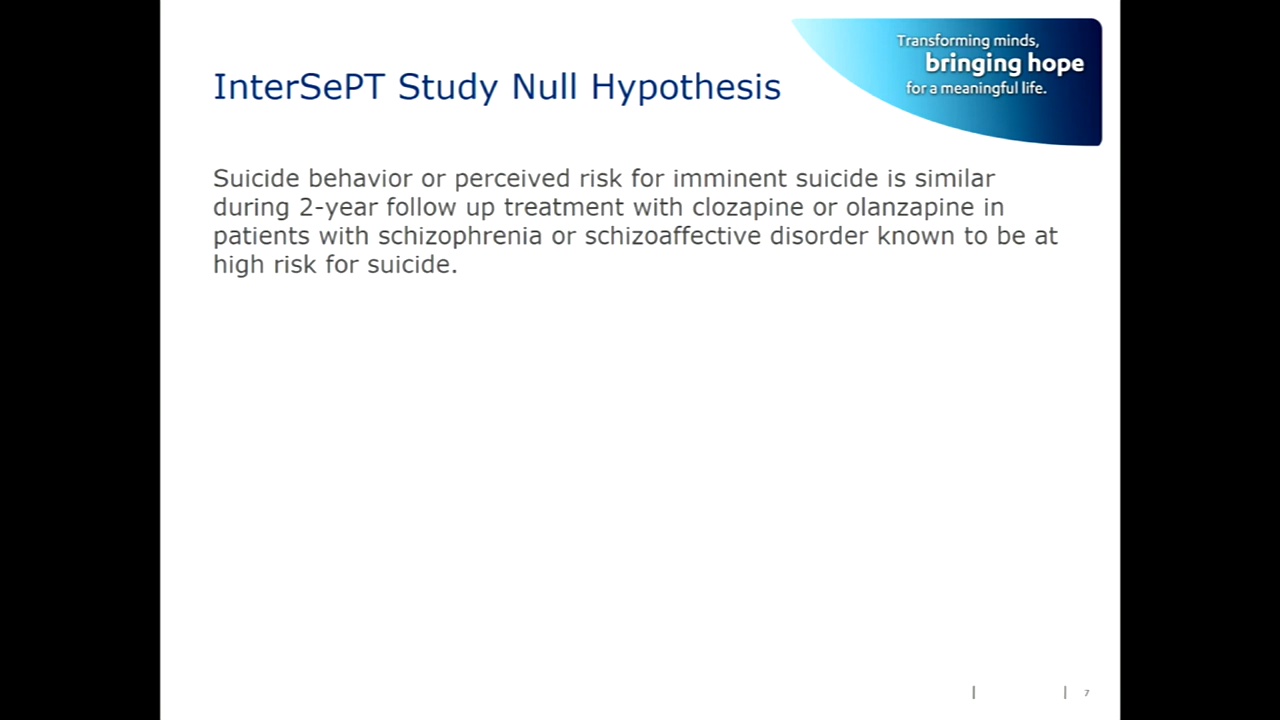 Transforming minds,
bringing hope
for a meaningful life.
InterSePT Study Null Hypothesis
Suicide behavior or perceived risk for imminent suicide is similar
during 2-year follow up treatment with clozapine or olanzapine in
patients with schizophrenia or schizoaffective disorder known to be at
high risk for suicide.
7